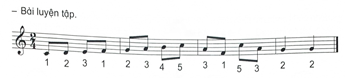 – Bài luyện tập.
2
4
1 2 3 1 2 3 4 5 3 1 5 3 2 2